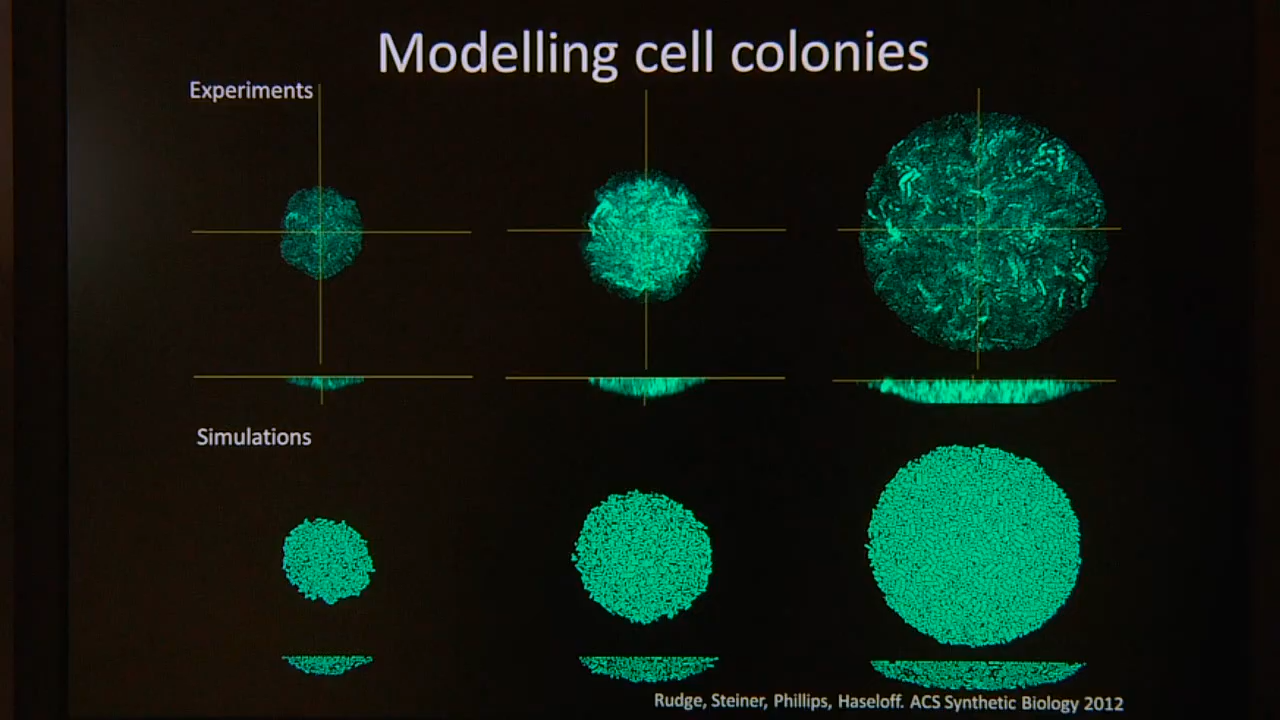 Modelling cell colonies
Experiments
Simulations
Rudge, Steiner, Phillips, Haseloff. ACS Synthetic Biology 2012